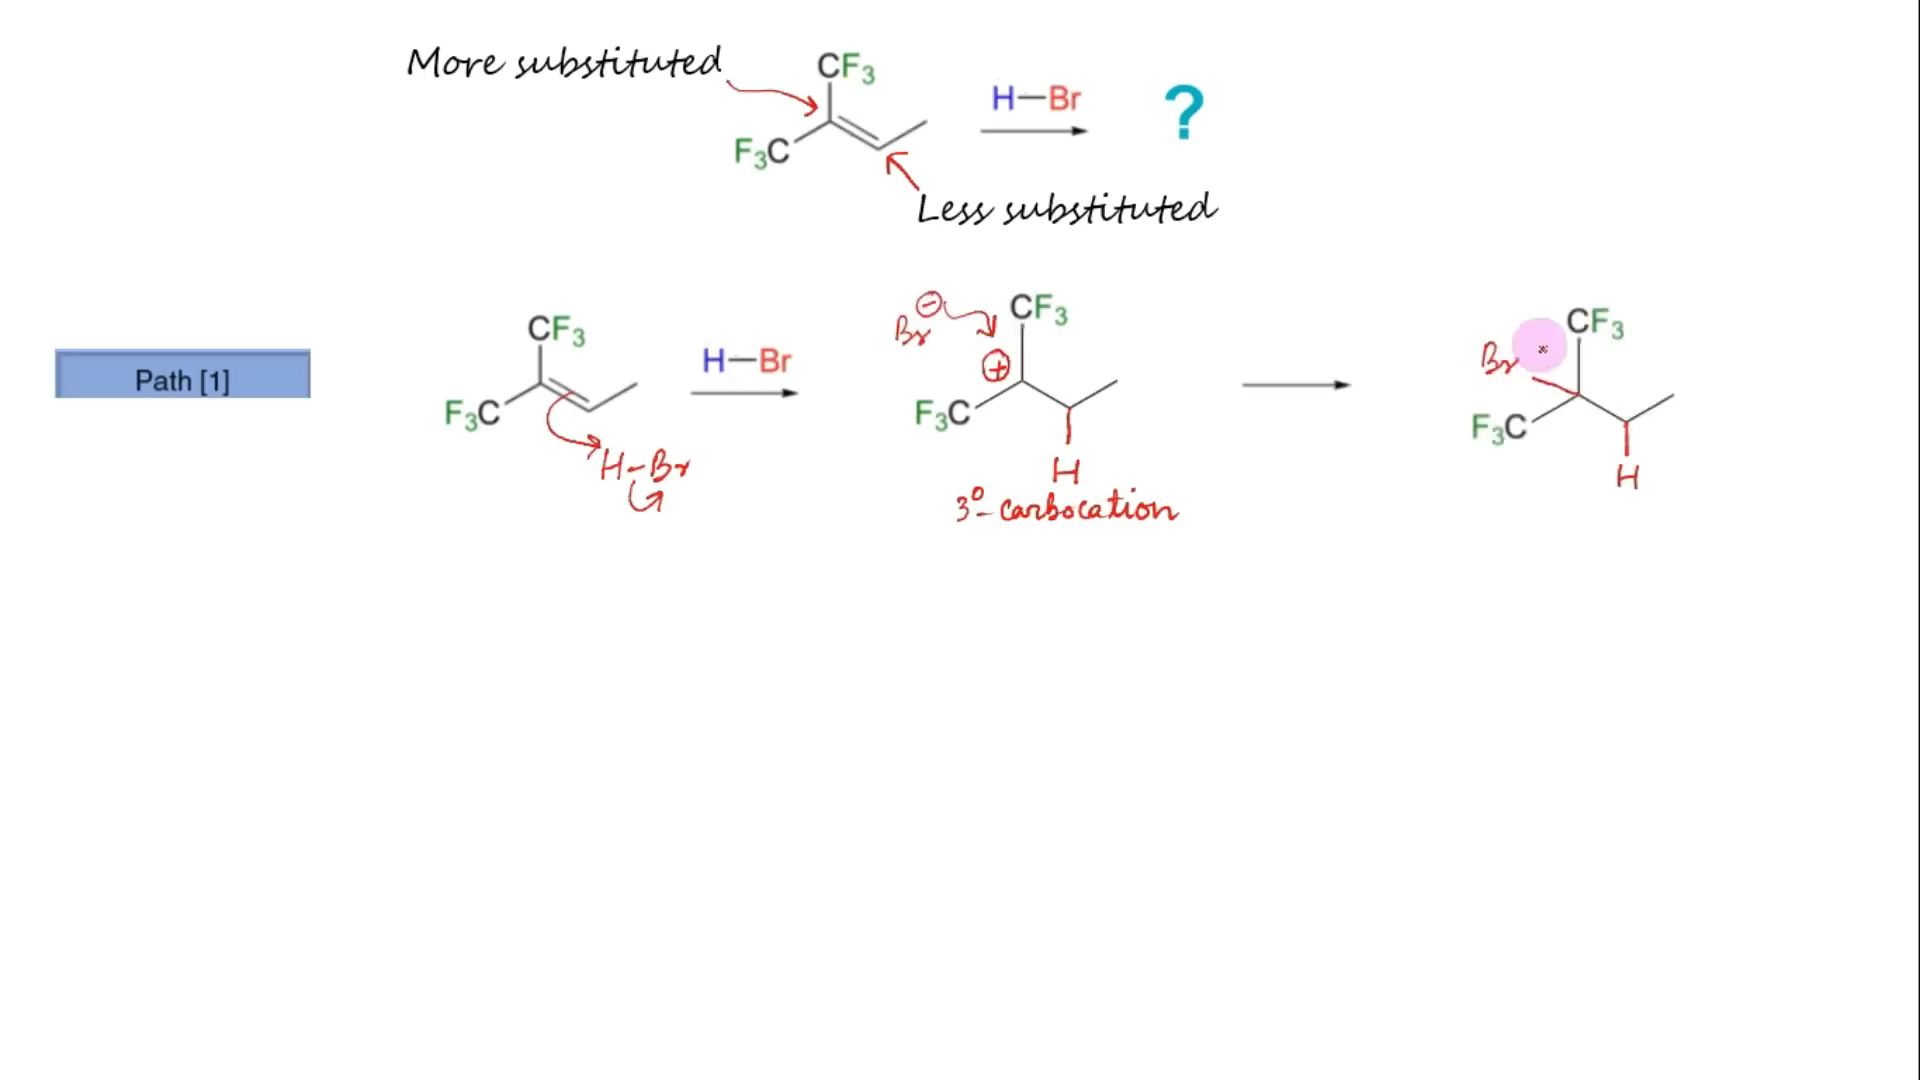 More substituted
CF3
F3C
H—Br
?
Less substituted
Path [1]
CF3
F3C
H-Br
H—Br
Br ⊖
CF3
⊕
F3C
H
3°-carbocation
Br
CF3
F3C
H